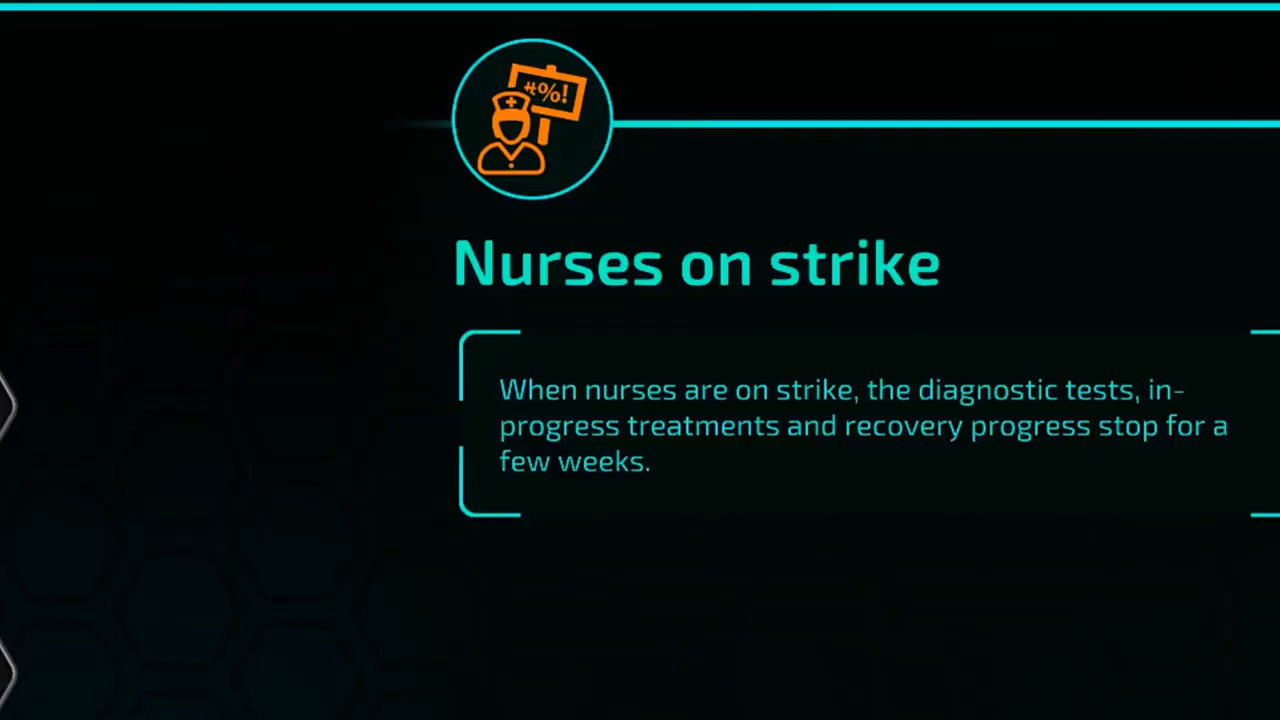 #%!
Nurses on strike
When nurses are on strike, the diagnostic tests, in-
progress treatments and recovery progress stop for a
few weeks.